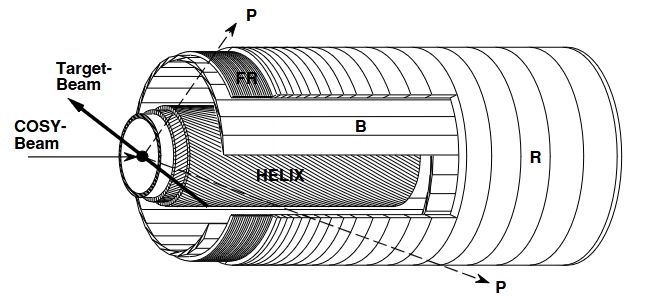 P
Target-
Beam
FR
COSY-
Beam
B
R
HELIX
P